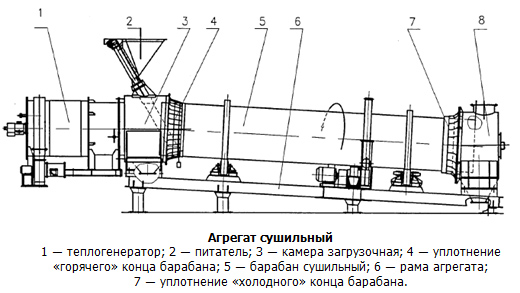 1 2 3 4 5 6 7 8
Агрегат сушильный
1 — теплогенератор; 2 — питатель; 3 — камера загрузочная; 4 — уплотнение
«горячего» конца барабана; 5 — барабан сушильный; 6 — рама агрегата;
7 — уплотнение «холодного» конца барабана.